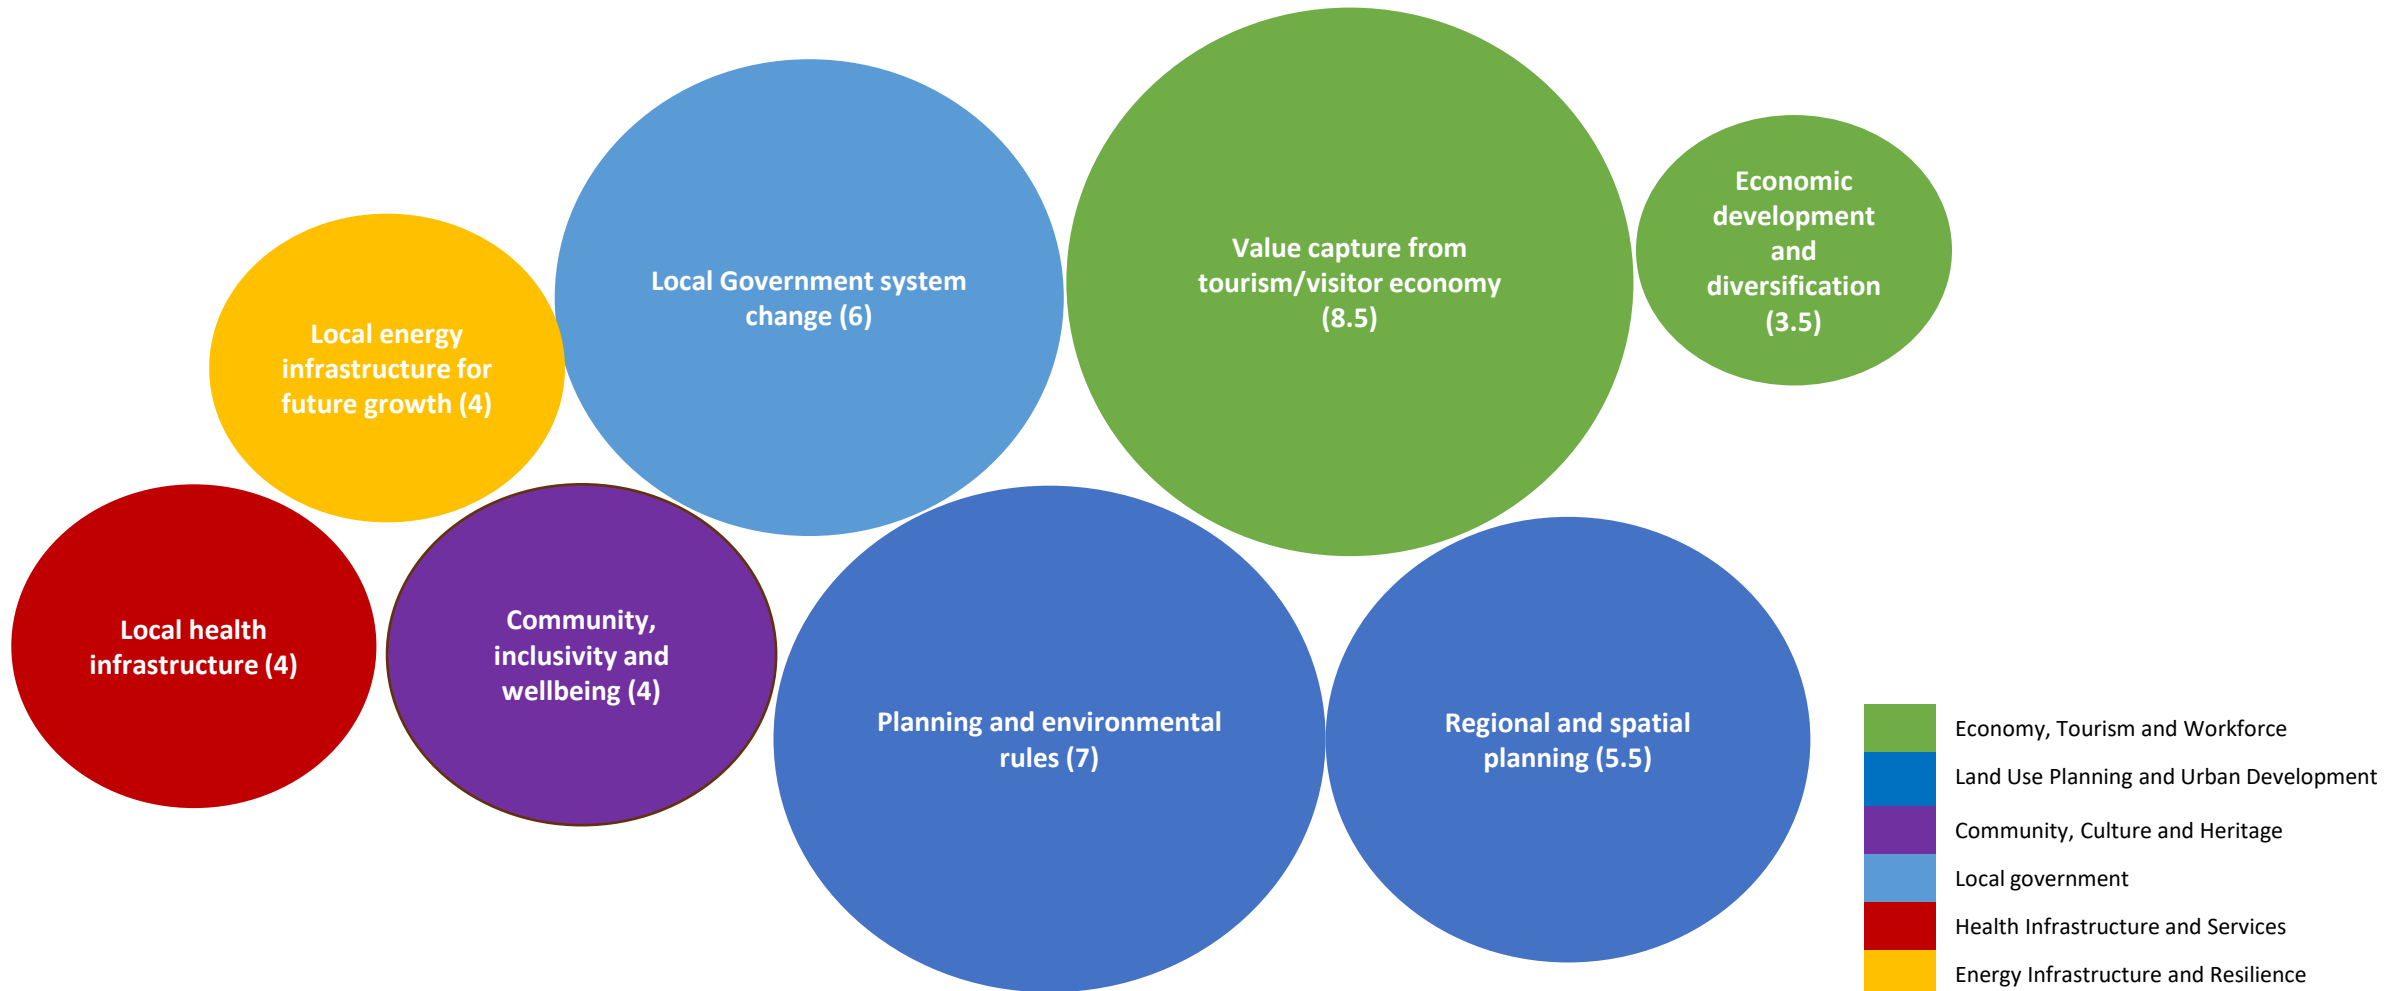 Value capture from
tourism/visitor economy
(8.5)
Economic
development
and
diversification
(3.5)
Local Government system
change (6)
Local energy
infrastructure for
future growth (4)
Local health
infrastructure (4)
Community,
inclusivity and
wellbeing (4)
Planning and environmental
rules (7)
Regional and spatial
planning (5.5)
Economy, Tourism and Workforce
Land Use Planning and Urban Development
Community, Culture and Heritage
Local government
Health Infrastructure and Services
Energy Infrastructure and Resilience